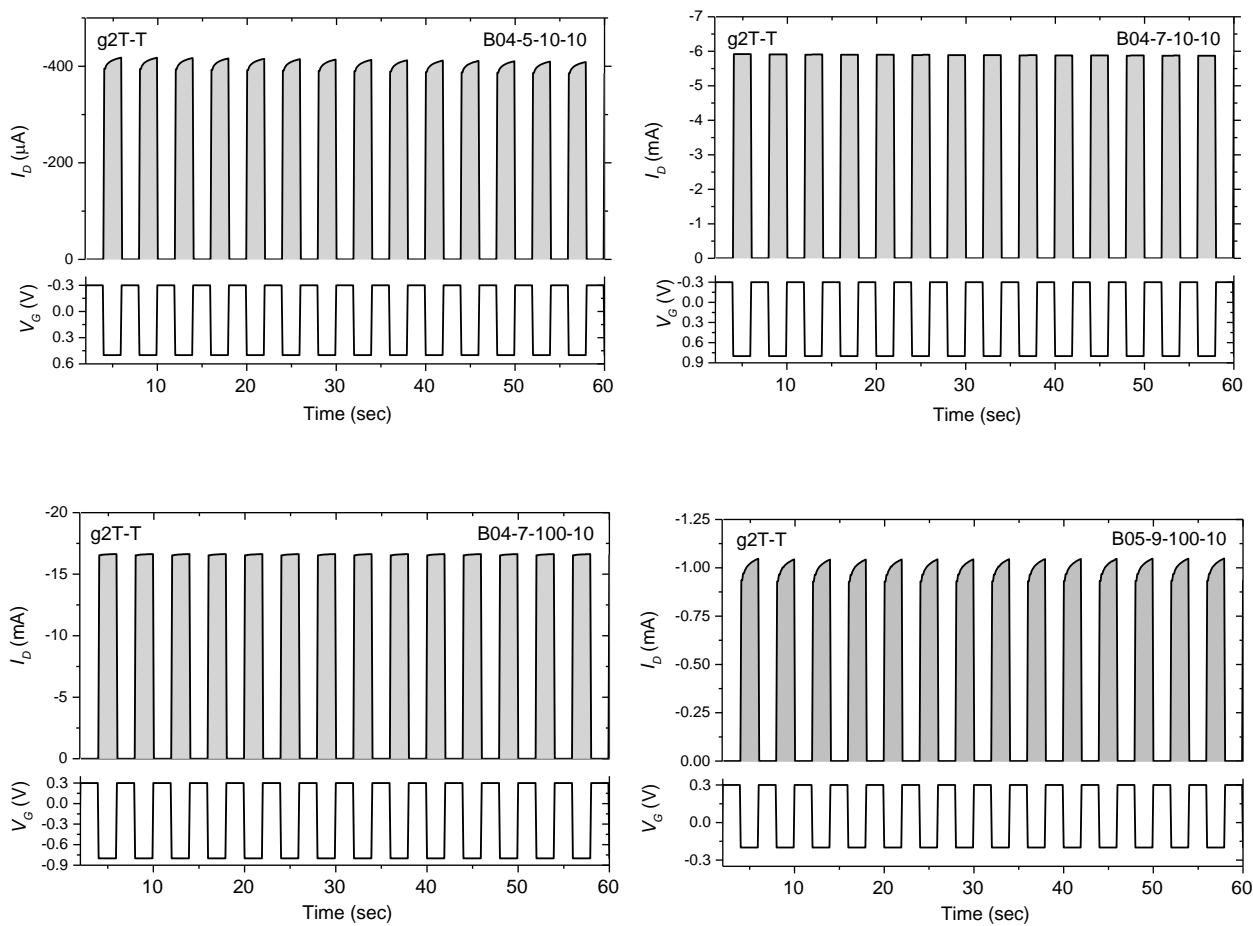 g2T-T
B04-5-10-10
-400
-200
0
I_D (µA)
-0.3
0.0
0.3
0.6
V_G (V)
10 20 30 40 50 60
Time (sec)
g2T-T
B04-7-10-10
-7
-6
-5
-4
-3
-2
-1
0
I_D (mA)
-0.3
0.0
0.3
0.6
0.9
V_G (V)
10 20 30 40 50 60
Time (sec)
g2T-T
B04-7-100-10
-20
-15
-10
-5
0
I_D (mA)
0.3
0.0
-0.3
-0.6
-0.9
V_G (V)
10 20 30 40 50 60
Time (sec)
g2T-T
B05-9-100-10
-1.25
-1.00
-0.75
-0.50
-0.25
0.00
I_D (mA)
0.3
0.0
-0.3
V_G (V)
10 20 30 40 50 60
Time (sec)